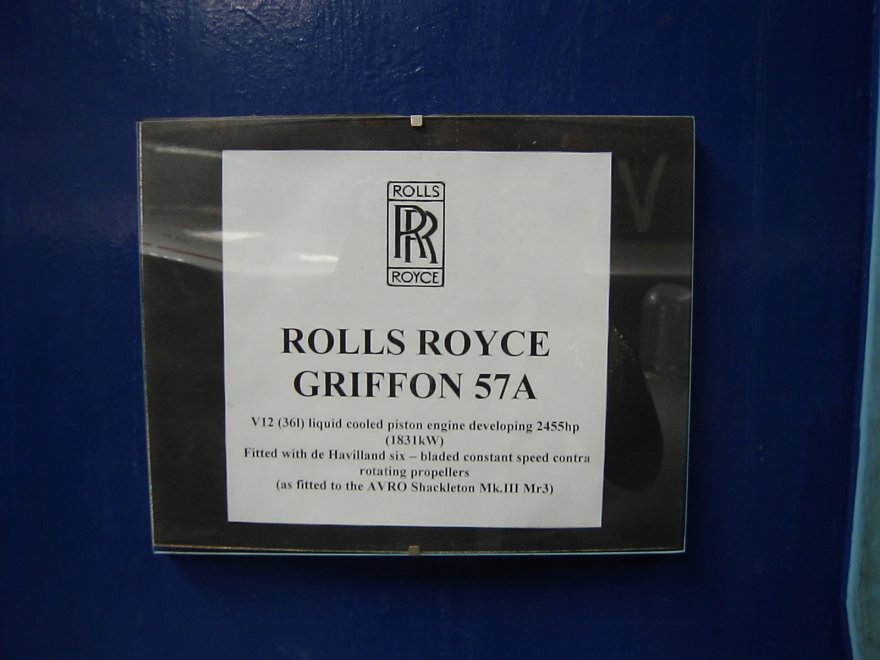 ROLLS
RR
ROYCE
ROLLS ROYCE
GRIFFON 57A
V12 (36l) liquid cooled piston engine developing 2455hp
(1831kW)
Fitted with de Havilland six – bladed constant speed contra
rotating propellers
(as fitted to the AVRO Shackleton Mk.III Mr3)
V